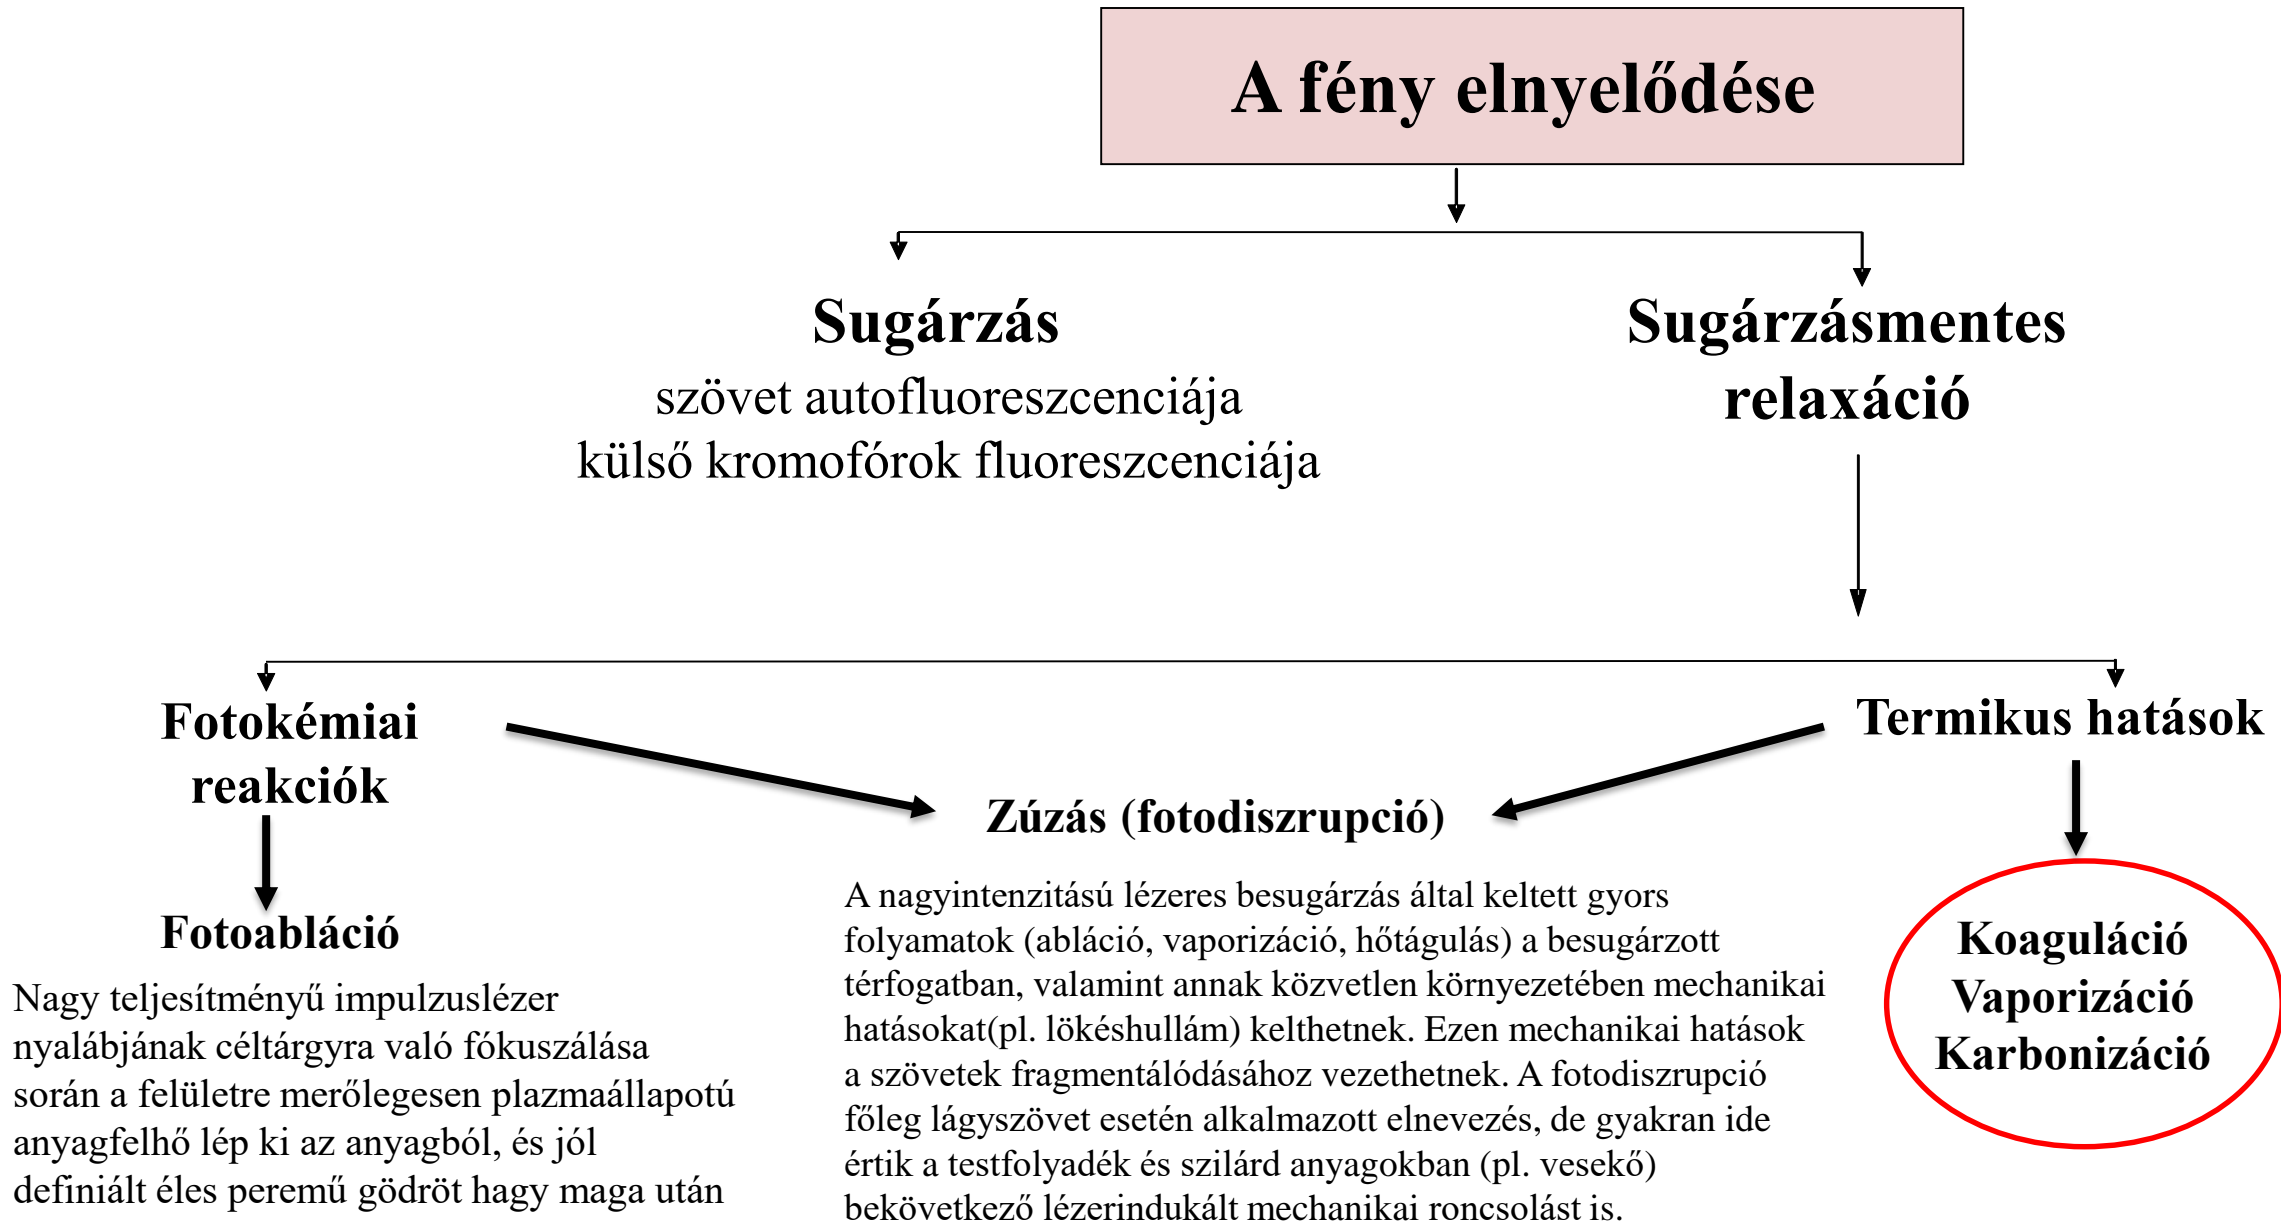 A fény elnyelődése
Sugárzás
szövet autofluoreszcenciája
külső kromofórok fluoreszcenciája
Sugárzásmentes
relaxáció
Fotokémiai
reakciók
Termikus hatások
Zúzás (fotodiszrupció)
Fotoabláció
Nagy teljesítményű impulzuslézer
nyalábjának céltárgyra való fókuszálása
során a felületre merőlegesen plazmaállapotú
anyagfelhő lép ki az anyagból, és jól
definiált éles peremű gödröt hagy maga után
A nagyintenzitású lézeres besugárzás által keltett gyors
folyamatok (abláció, vaporizáció, hőtágulás) a besugárzott
térfogatban, valamint annak közvetlen környezetében mechanikai
hatásokat(pl. lökéshullám) kelthetnek. Ezen mechanikai hatások
a szövetek fragmentálódásához vezethetnek. A fotodiszrupció
főleg lágyszövet esetén alkalmazott elnevezés, de gyakran ide
értik a testfolyadék és szilárd anyagokban (pl. vesekő)
bekövetkező lézerindukált mechanikai roncsolást is.
Koaguláció
Vaporizáció
Karbonizáció